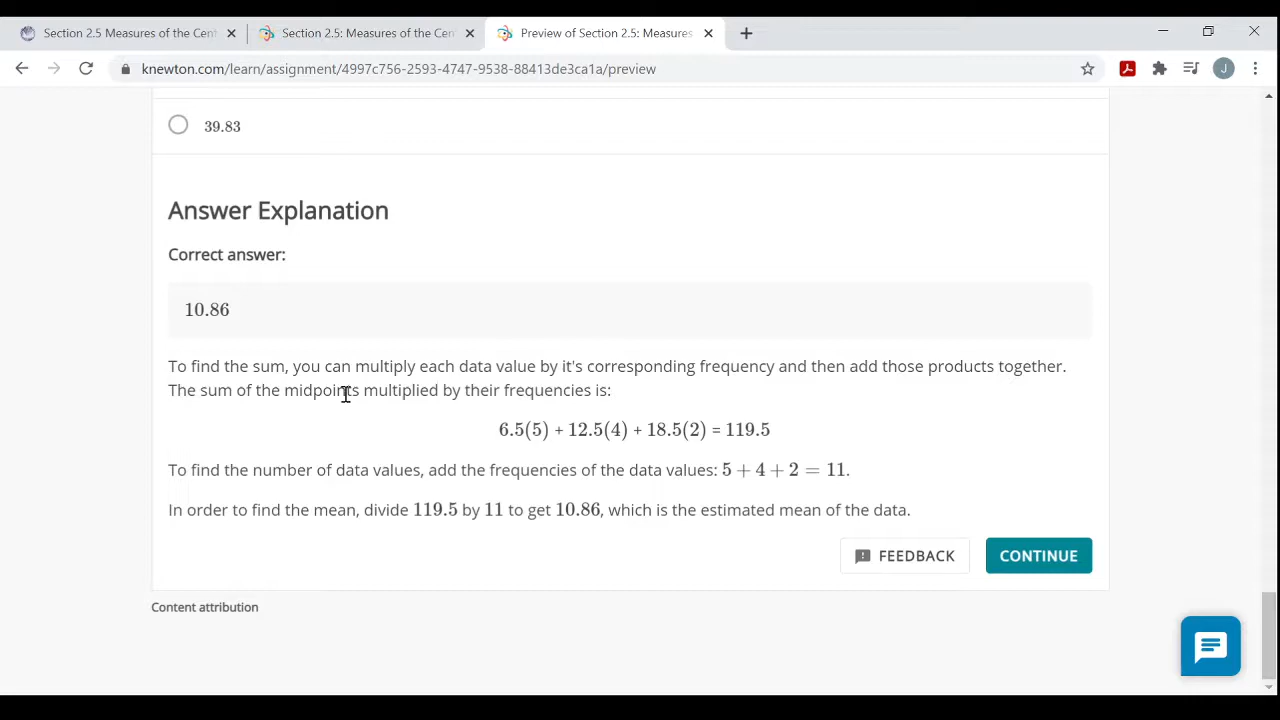 Section 2.5 Measures of the Cent
Section 2.5: Measures of the Cen
Preview of Section 2.5: Measures
knewton.com/learn/assignment/4997c756-2593-4747-9538-88413de3ca1a/preview
J
39.83
Answer Explanation
Correct answer:
10.86
To find the sum, you can multiply each data value by it's corresponding frequency and then add those products together.
The sum of the midpoints multiplied by their frequencies is:
6.5(5) + 12.5(4) + 18.5(2) = 119.5
To find the number of data values, add the frequencies of the data values: 5 + 4 + 2 = 11.
In order to find the mean, divide 119.5 by 11 to get 10.86, which is the estimated mean of the data.
FEEDBACK
CONTINUE
Content attribution